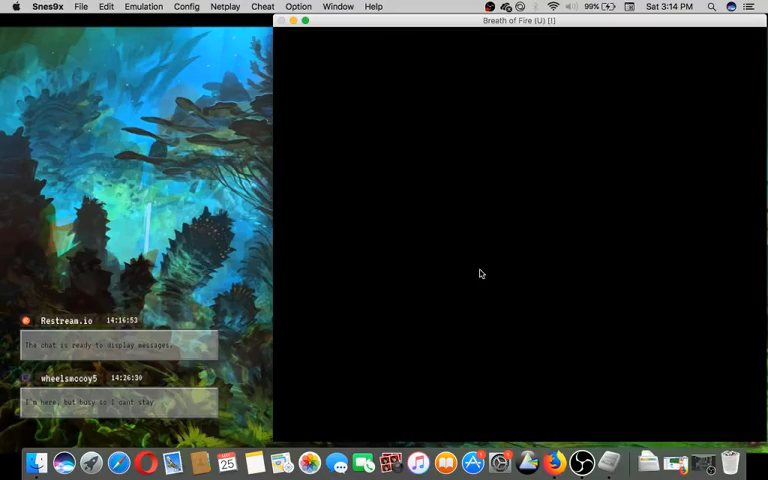 Snes9x File Edit Emulation Config Netplay Cheat Option Window Help 99% Sat 3:14 PM
Breath of Fire (U) [!]
Restream.io 14:16:53
The chat is ready to display messages.
wheelsmccoy5 14:26:30
I'm here, but busy so I cant stay
25